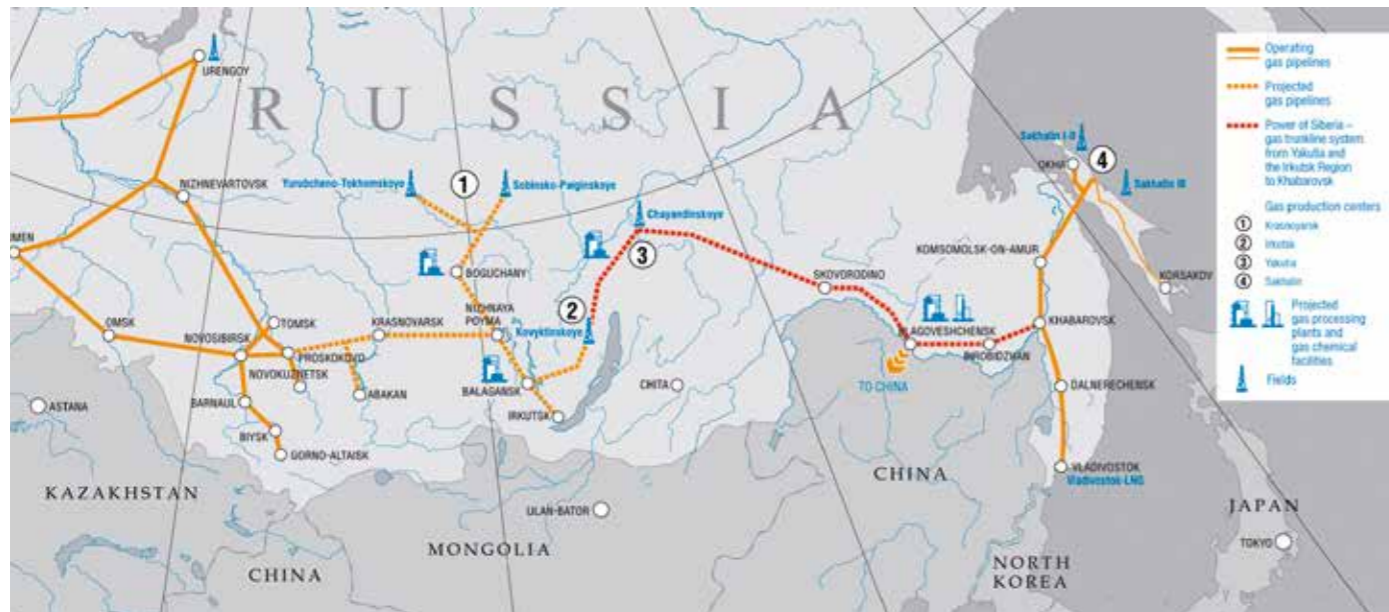 URENGOY
RUSSIA
NIZHNEVARTOVSK
Yurubcheno-Tokhomskoye
1
Sobinsko-Paiginskoye
Chayandinskoye
3
MEN
OMSK
NOVOSIBIRSK
TOMSK
PROSKOKOVO
NOVOKUZNETSK
BARNAUL
BIYSK
GORNO-ALTAISK
ABAKAN
KRASNOYARSK
BOGUCHANY
NIZHNAYA
POYMA
2
Kovyktinskoye
BALAGANSK
IRKUTSK
CHITA
SKOVORODINO
BLAGOVESHCHENSK
TO CHINA
BIROBIDZHAN
KHABAROVSK
KOMSOMOLSK-ON-AMUR
Sakhalin I-II
OKHA
4
Sakhalin III
KORSAKOV
DALNERECHENSK
VLADIVOSTOK
Vladivostok-LNG
ASTANA
KAZAKHSTAN
CHINA
MONGOLIA
ULAN-BATOR
CHINA
NORTH
KOREA
JAPAN
TOKYO
Operating
gas pipelines
Projected
gas pipelines
Power of Siberia –
gas trunkline system
from Yakutia and
the Irkutsk Region
to Khabarovsk
Gas production centers
1 Krasnoyarsk
2 Irkutsk
3 Yakutia
4 Sakhalin
Projected
gas processing
plants and
gas chemical
facilities
Fields